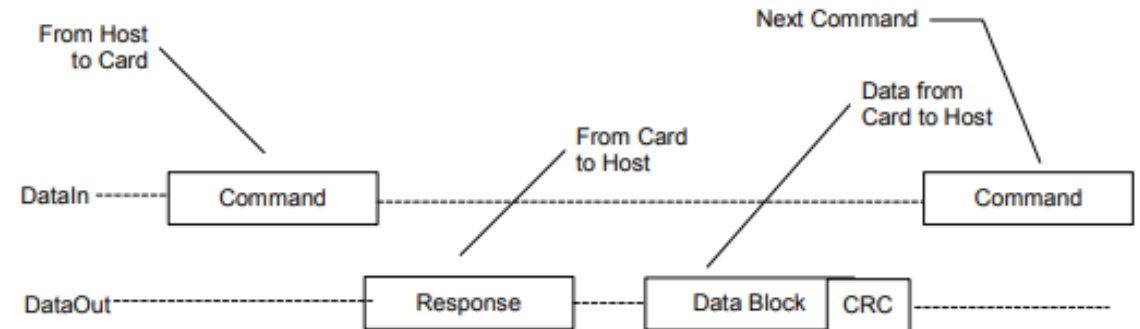 Next Command
From Host
to Card
Data from
Card to Host
From Card
to Host
DataIn
Command
Command
DataOut
Response
Data Block
CRC